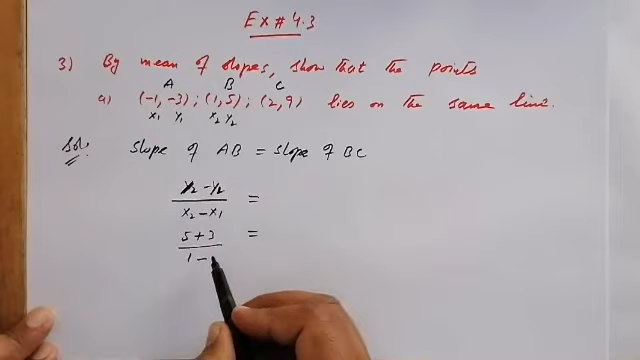 Ex # 4.3
3) By mean of slopes, show that the points
A B C
a) (-1, -3) ; (1, 5) ; (2, 9) lies on the same line.
x1 y1 x2 y2
Sol: Slope of AB = slope of BC
y2 - y2 / x2 - x1 =
5 + 3 / 1 - =